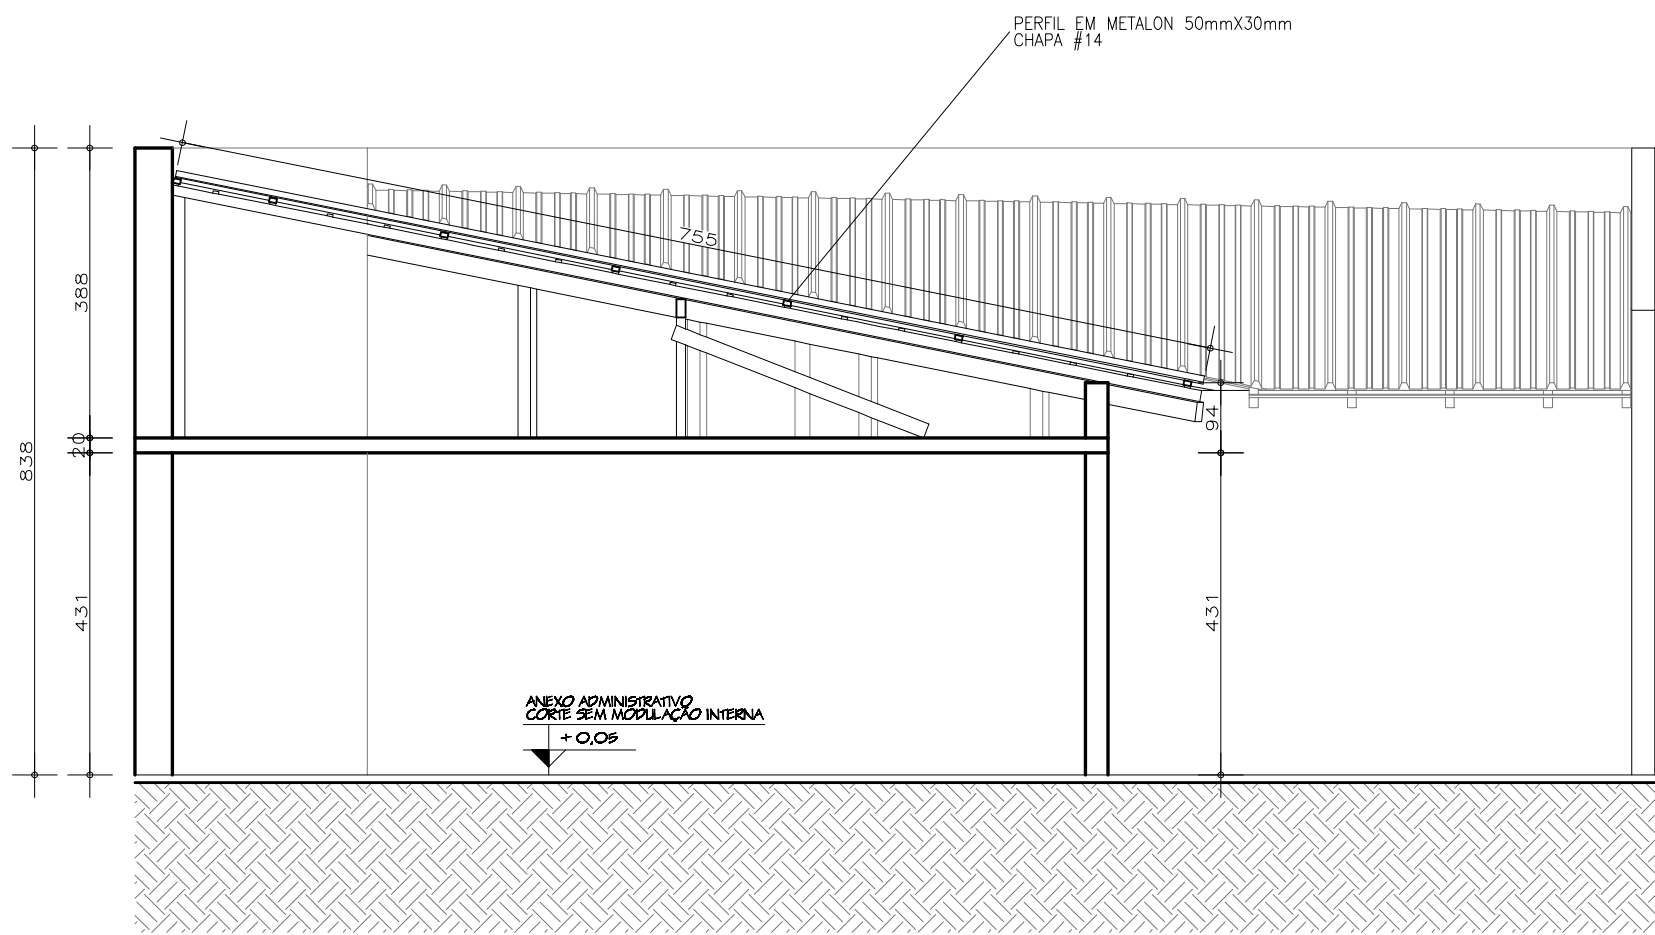 PERFIL EM METALON 50mmX30mm
CHAPA #14
755
388
20
838
431
94
431
ANEXO ADMINISTRATIVO
CORTE SEM MODULAÇÃO INTERNA
+ 0,05